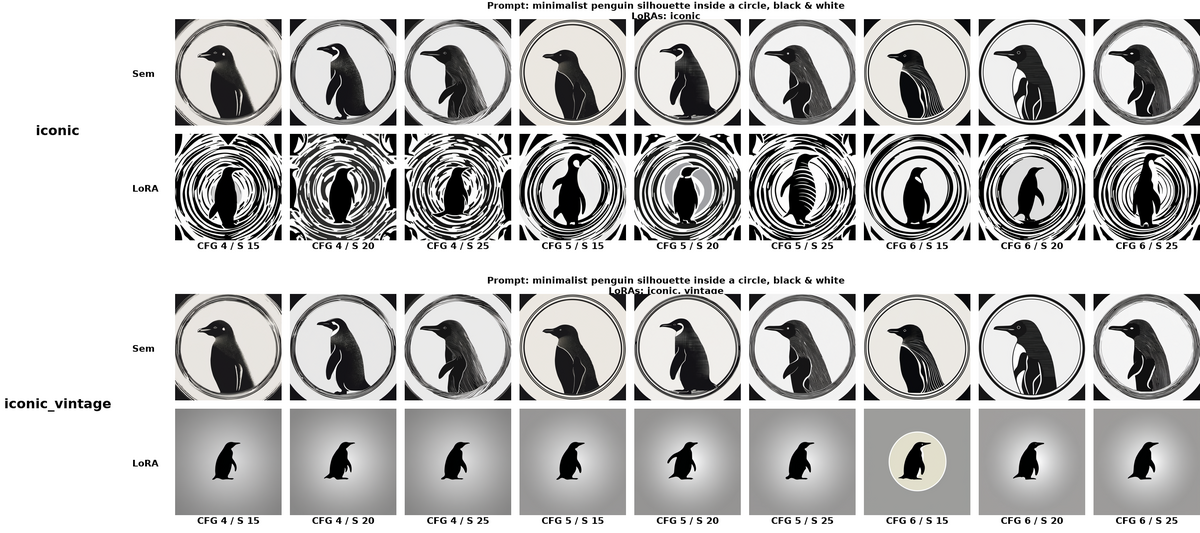 Prompt: minimalist penguin silhouette inside a circle, black & white
LoRAs: iconic
Sem
iconic
LoRA
CFG 4 / S 15 CFG 4 / S 20 CFG 4 / S 25 CFG 5 / S 15 CFG 5 / S 20 CFG 5 / S 25 CFG 6 / S 15 CFG 6 / S 20 CFG 6 / S 25
Prompt: minimalist penguin silhouette inside a circle, black & white
LoRAs: iconic, vintage
Sem
iconic_vintage
LoRA
CFG 4 / S 15 CFG 4 / S 20 CFG 4 / S 25 CFG 5 / S 15 CFG 5 / S 20 CFG 5 / S 25 CFG 6 / S 15 CFG 6 / S 20 CFG 6 / S 25